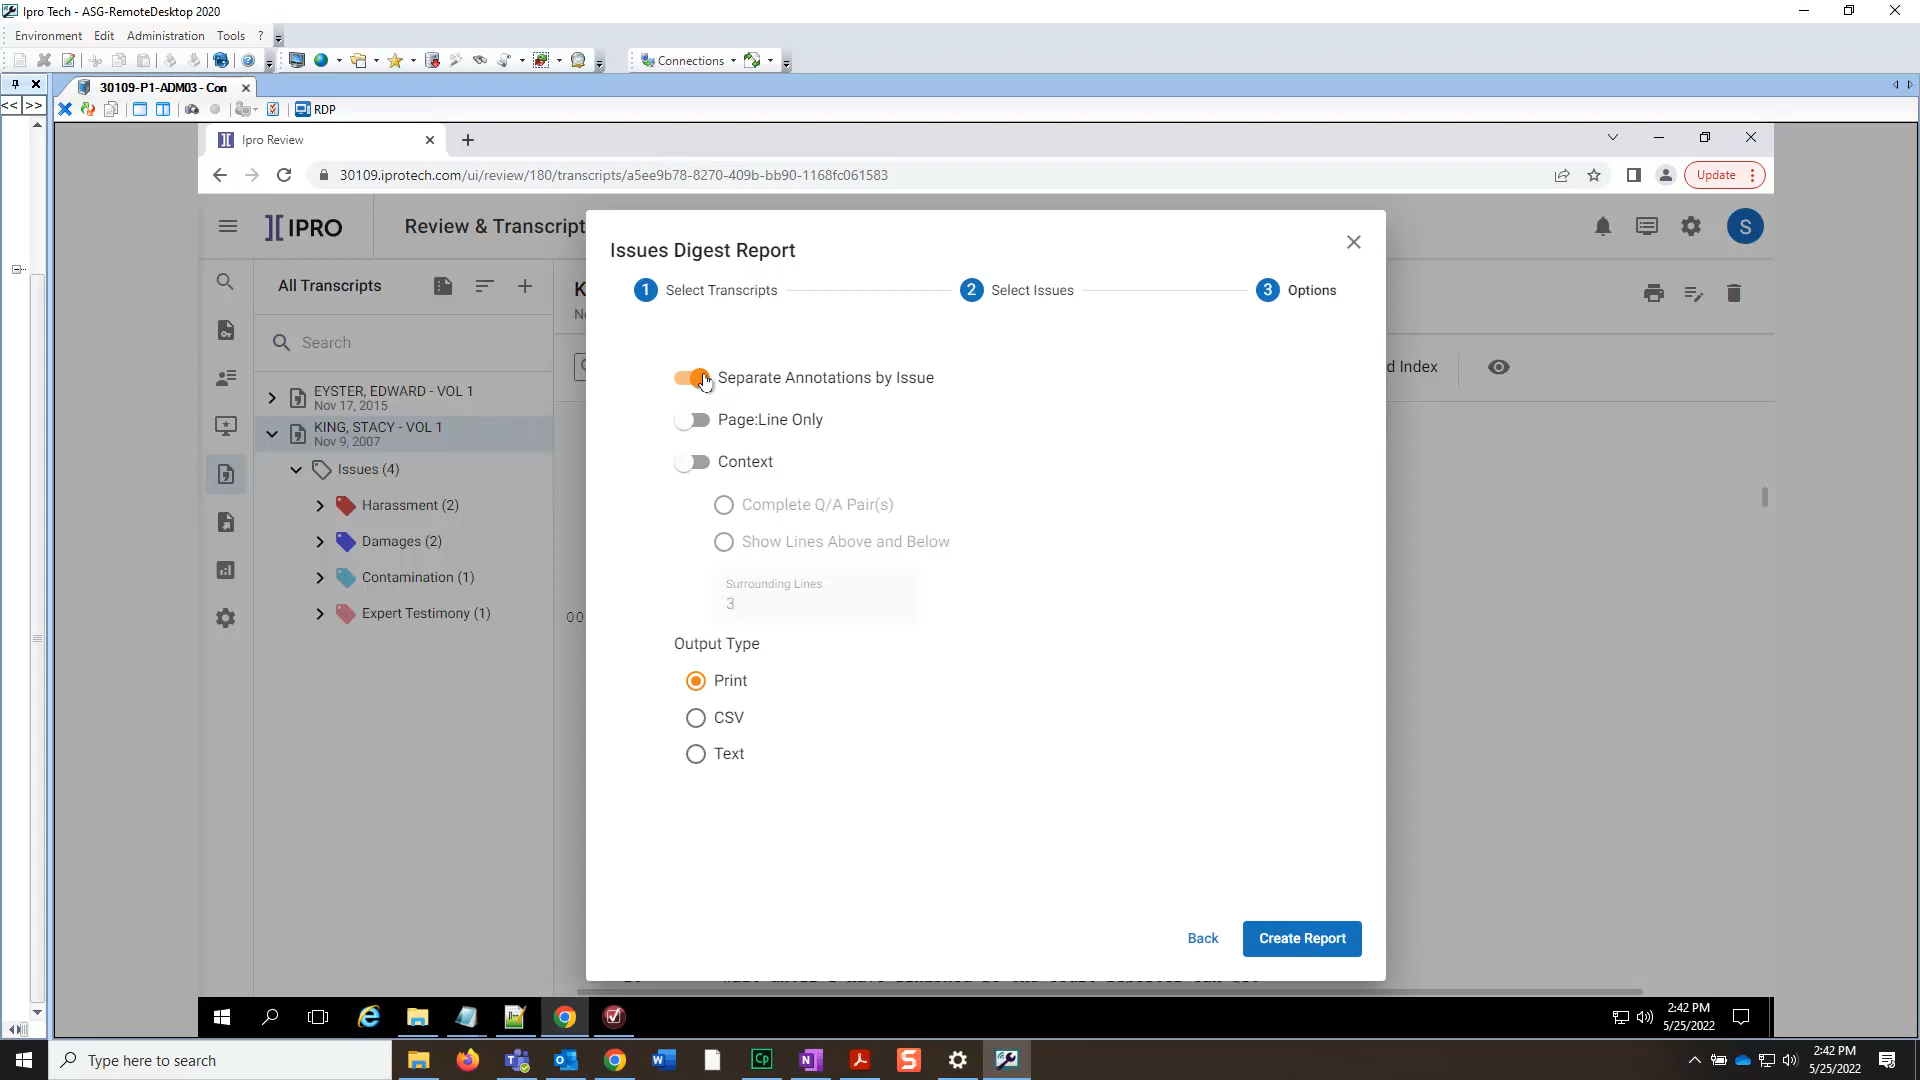 Ipro Tech - ASG-RemoteDesktop 2020
Environment Edit Administration Tools ?
Connections
30109-P1-ADM03 - Con
<< >>
RDP
Ipro Review
30109.iprotech.com/ui/review/180/transcripts/a5ee9b78-8270-409b-bb90-1168fc061583
Update
IPRO
Review & Transcript
S
Issues Digest Report
1 Select Transcripts
2 Select Issues
3 Options
All Transcripts
Search
EYSTER, EDWARD - VOL 1
Nov 17, 2015
KING, STACY - VOL 1
Nov 9, 2007
Issues (4)
Harassment (2)
Damages (2)
Contamination (1)
Expert Testimony (1)
K
00
d Index
Separate Annotations by Issue
Page:Line Only
Context
Complete Q/A Pair(s)
Show Lines Above and Below
Surrounding Lines
3
Output Type
Print
CSV
Text
Back
Create Report
2:42 PM
5/25/2022
Type here to search
2:42 PM
5/25/2022